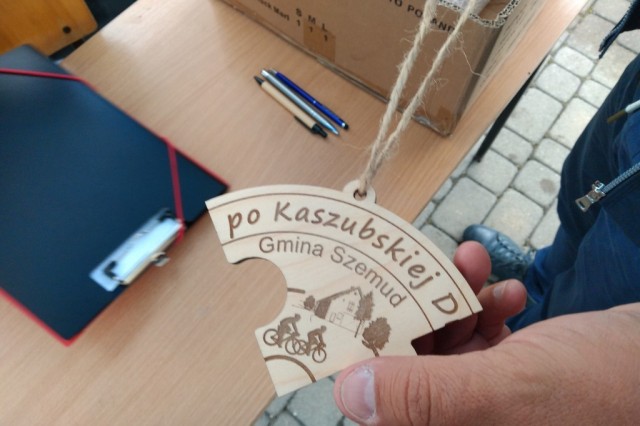 S M L
po Kaszubskiej D
Gmina Szemud